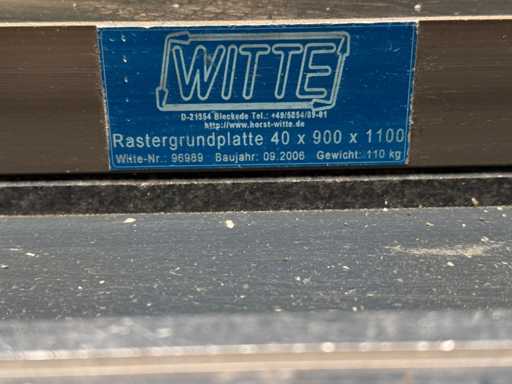 WITTE
D-21354 Bleckede Tel.: +49/5854/89-81
http://www.horst-witte.de
Rastergrundplatte 40 x 900 x 1100
Witte-Nr.: 96989 Baujahr: 09.2006 Gewicht: 110 kg